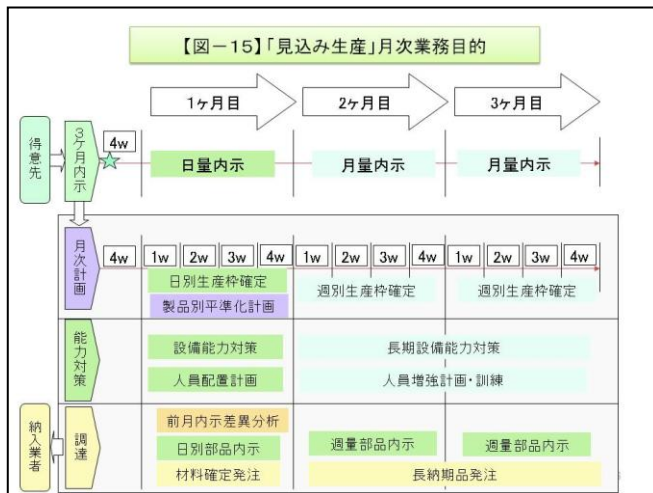 【図－15】「見込み生産」月次業務目的
1ヶ月目
2ヶ月目
3ヶ月目
得意先
3ケ月内示
4w
日量内示
月量内示
月量内示
月次計画
4w
1w
2w
3w
4w
1w
2w
3w
4w
1w
2w
3w
4w
日別生産枠確定
週別生産枠確定
週別生産枠確定
製品別平準化計画
能力対策
設備能力対策
長期設備能力対策
人員配置計画
人員増強計画・訓練
納入業者
調達
前月内示差異分析
日別部品内示
週量部品内示
週量部品内示
材料確定発注
長納期品発注